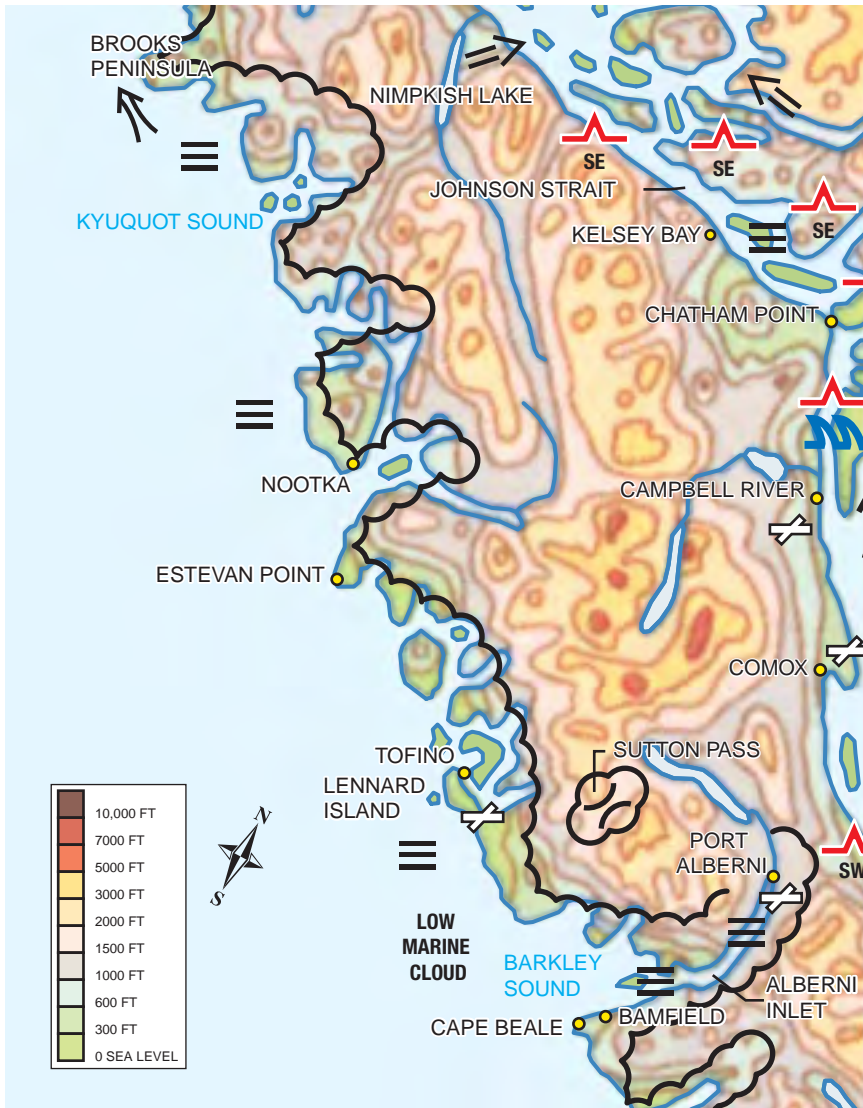 BROOKS
PENINSULA
NIMPKISH LAKE
SE
SE
JOHNSON STRAIT
KYUQUOT SOUND
SE
KELSEY BAY
CHATHAM POINT
NOOTKA
CAMPBELL RIVER
ESTEVAN POINT
COMOX
TOFINO
SUTTON PASS
LENNARD
ISLAND
10,000 FT
7000 FT
5000 FT
3000 FT
2000 FT
1500 FT
1000 FT
600 FT
300 FT
0 SEA LEVEL
N
S
PORT
ALBERNI
SW
LOW
MARINE
CLOUD
BARKLEY
SOUND
ALBERNI
INLET
CAPE BEALE
BAMFIELD